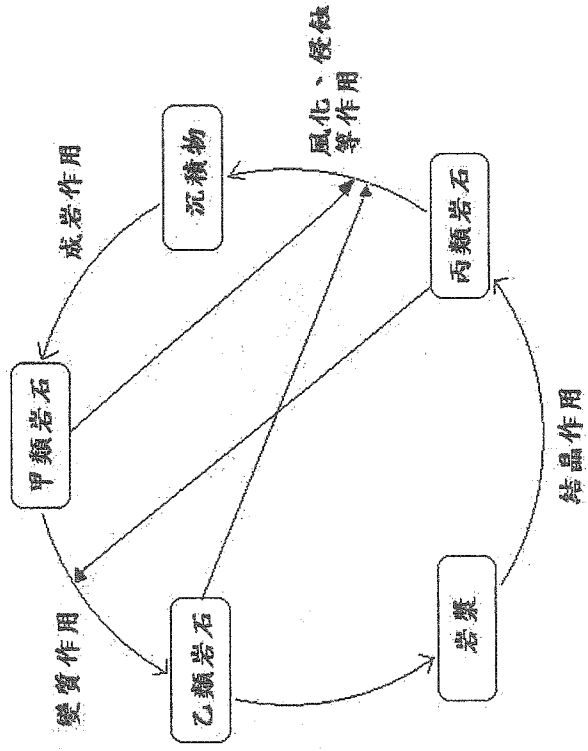 甲類岩石
成岩作用
沉積物
風化、侵蝕
等作用
丙類岩石
結晶作用
岩漿
乙類岩石
變質作用